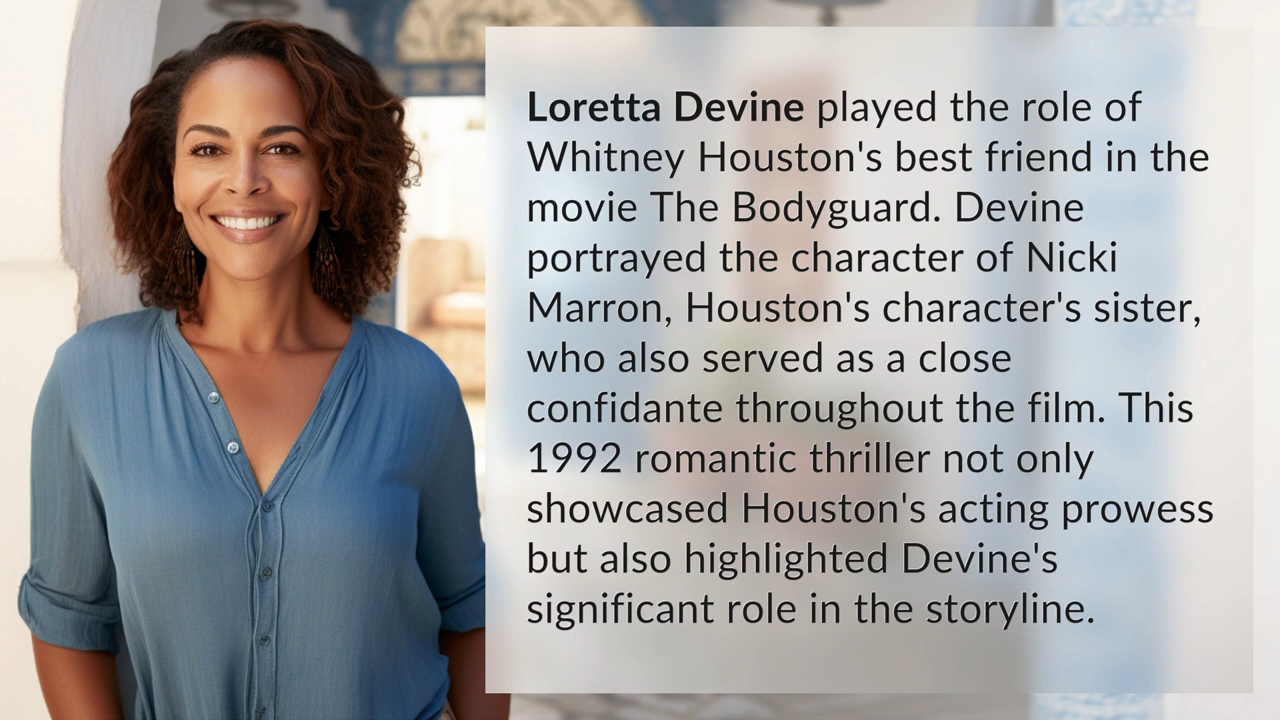 Loretta Devine played the role of
Whitney Houston's best friend in the
movie The Bodyguard. Devine
portrayed the character of Nicki
Marron, Houston's character's sister,
who also served as a close
confidante throughout the film. This
1992 romantic thriller not only
showcased Houston's acting prowess
but also highlighted Devine's
significant role in the storyline.